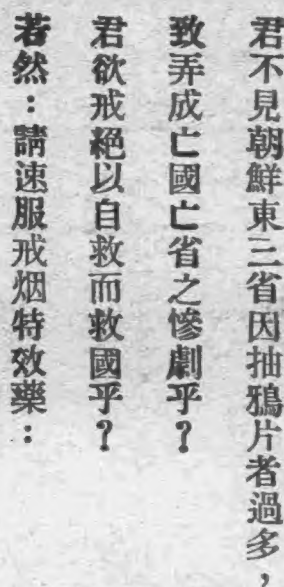 君不見朝鮮東三省因抽鴉片者過多，
致弄成亡國亡省之慘劇乎？
君欲戒絕以自救而救國乎？
若然：請速服戒烟特效藥：